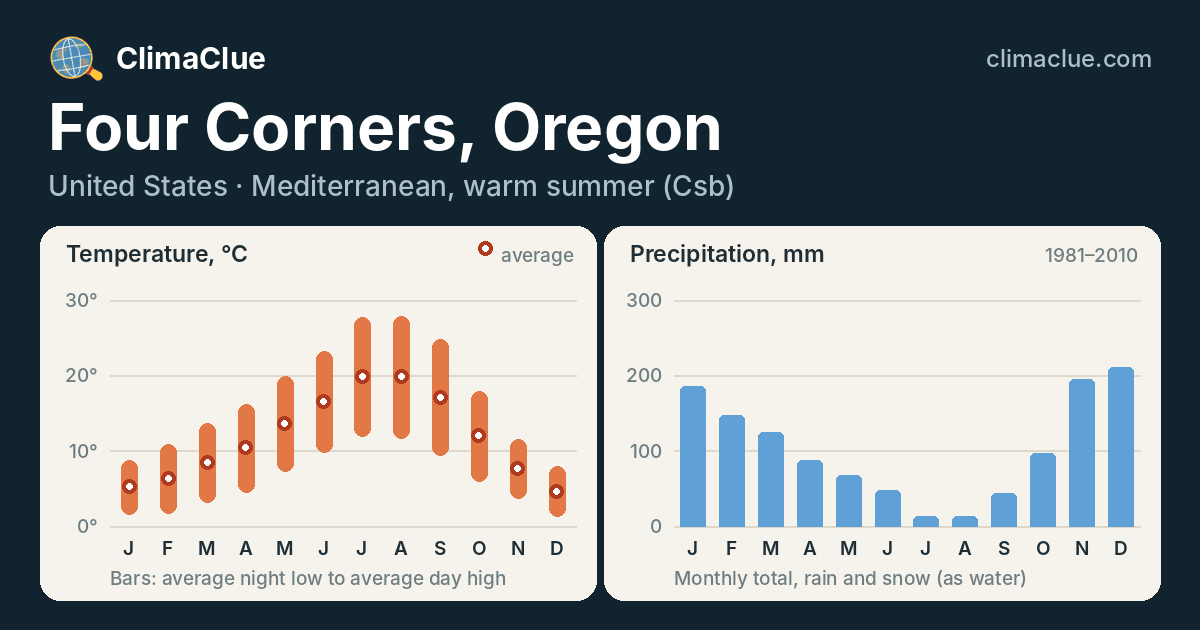 ClimaClue
climaclue.com
Four Corners, Oregon
United States · Mediterranean, warm summer (Csb)
Temperature, °C
average
30°
20°
10°
0°
J F M A M J J A S O N D
Bars: average night low to average day high
Precipitation, mm
1981–2010
300
200
100
0
J F M A M J J A S O N D
Monthly total, rain and snow (as water)